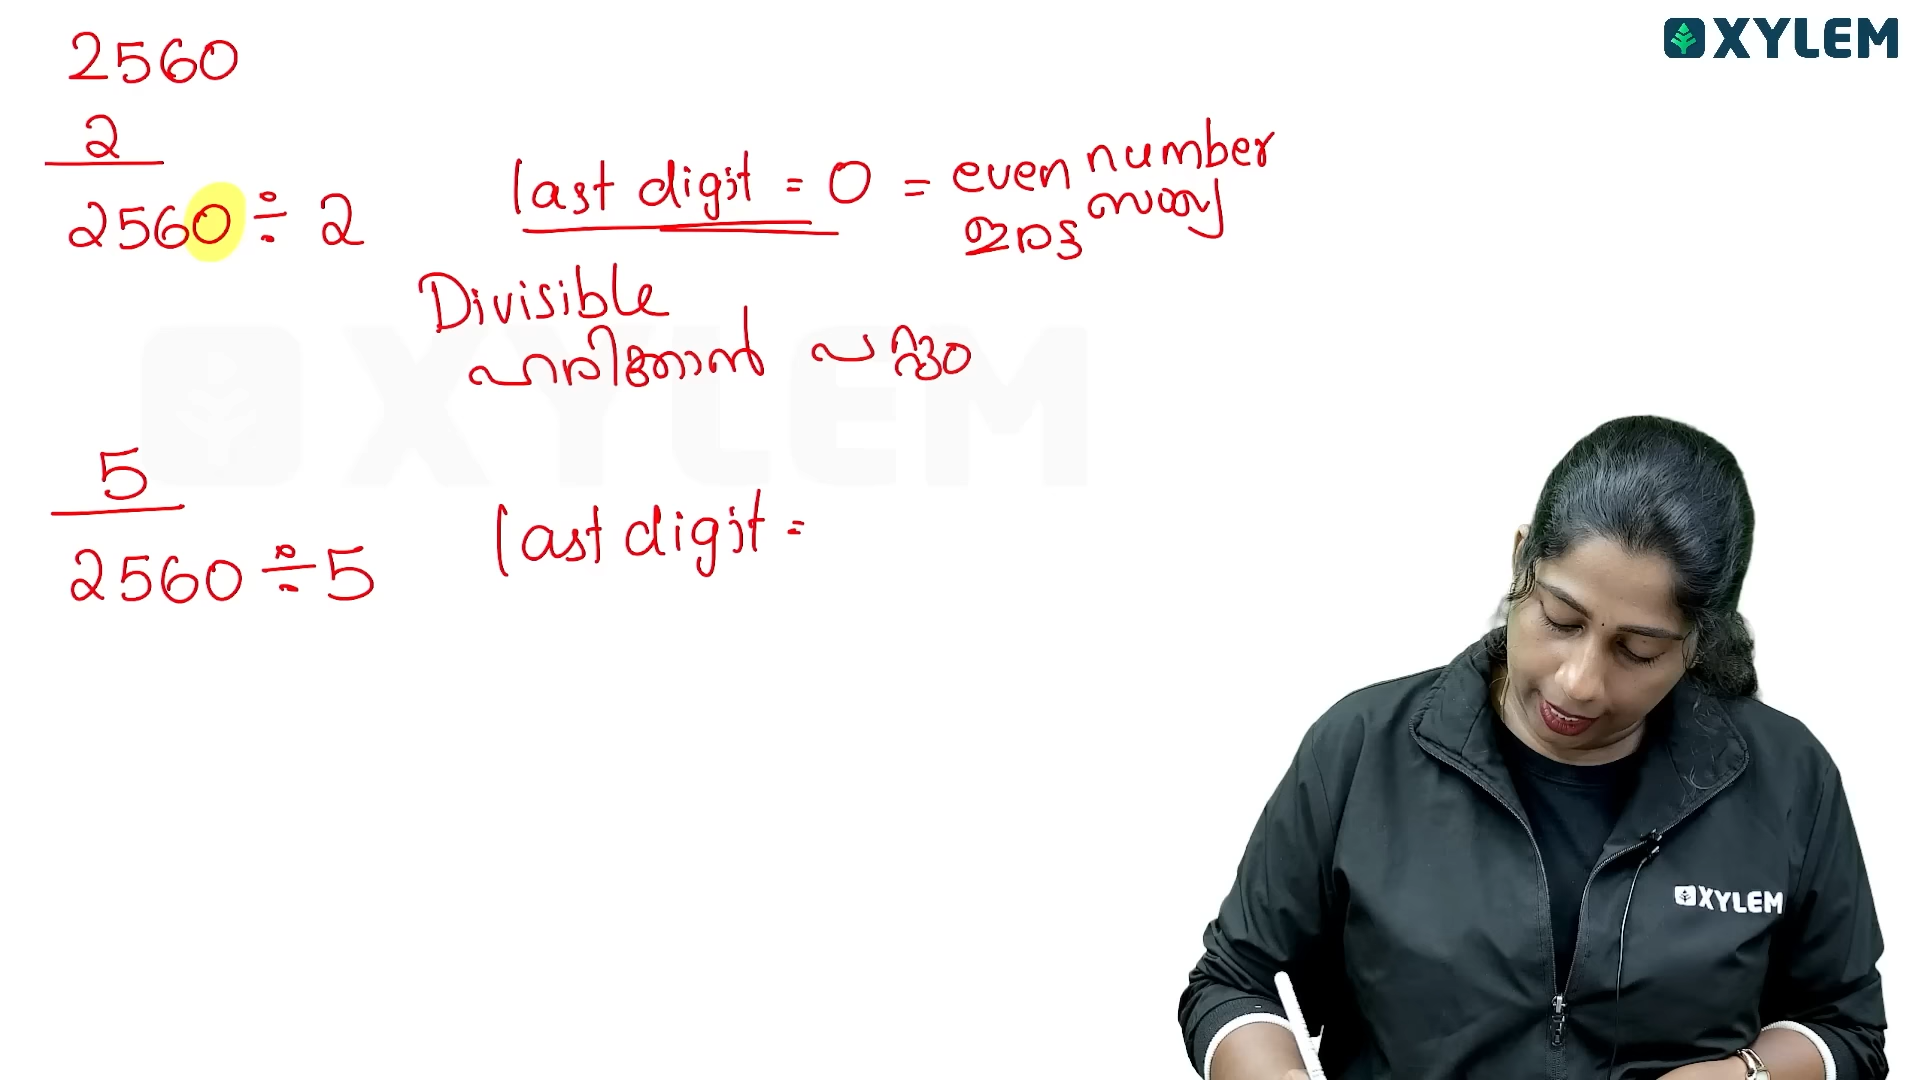 XYLEM
2560
2
2560 ÷ 2
last digit = 0 = even number
ഇരട്ട സംഖ്യ
Divisible
ഹരിക്കാൻ പറ്റും
XYLEM
5
2560 ÷ 5
last digit =
XYLEM